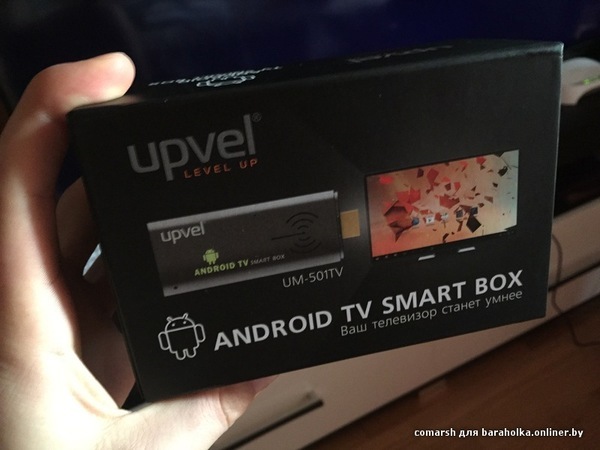 upvel®
LEVEL UP
upvel
ANDROID TV SMART BOX
UM-501TV
ANDROID TV SMART BOX
Ваш телевизор станет умнее
comarsh для baraholka.onliner.by